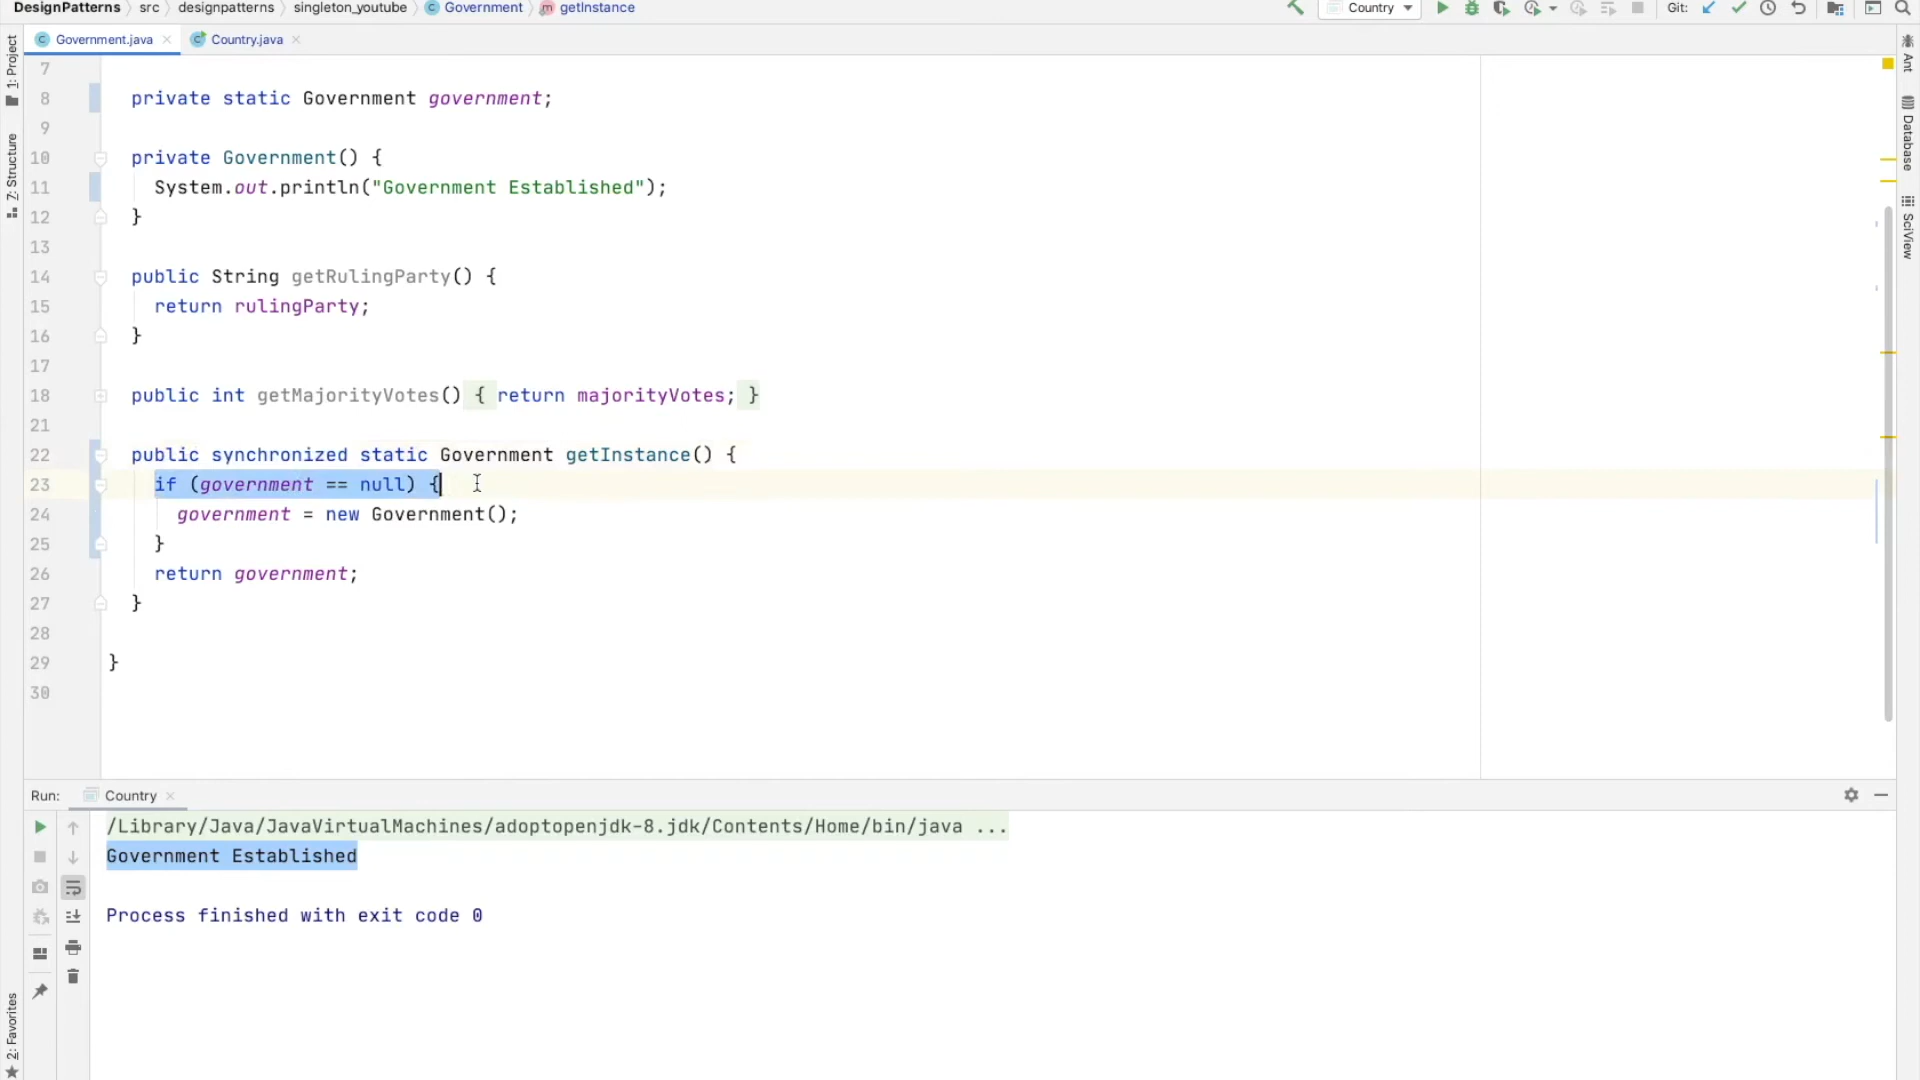 DesignPatterns src designpatterns singleton_youtube Government getInstance
Country Git:
Government.java Country.java
1: Project
7: Structure
2: Favorites
Ant
Database
SciView
7
8 private static Government government;
9
10 private Government() {
11 System.out.println("Government Established");
12 }
13
14 public String getRulingParty() {
15 return rulingParty;
16 }
17
18 public int getMajorityVotes() { return majorityVotes; }
21
22 public synchronized static Government getInstance() {
23 if (government == null) {
24 government = new Government();
25 }
26 return government;
27 }
28
29 }
30
Run: Country
/Library/Java/JavaVirtualMachines/adoptopenjdk-8.jdk/Contents/Home/bin/java ...
Government Established
Process finished with exit code 0